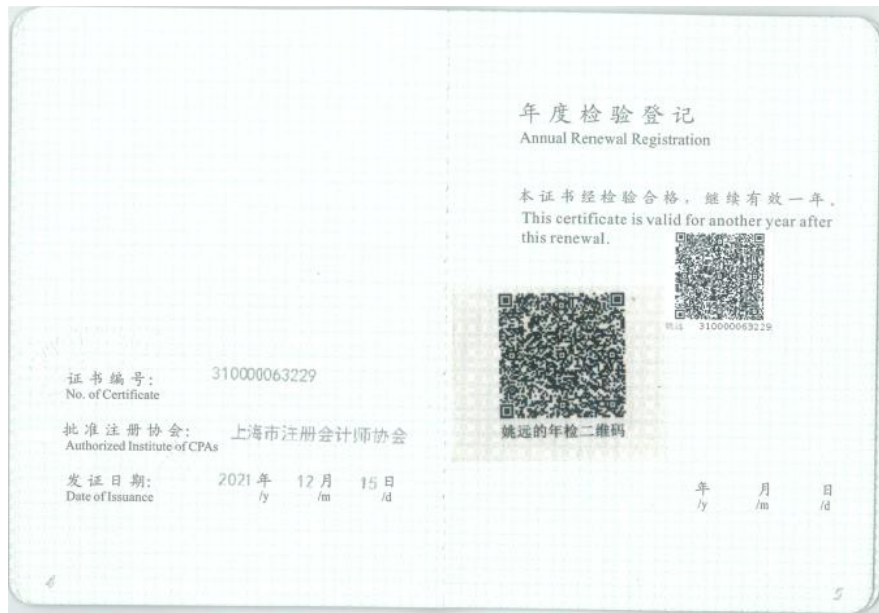 证书编号: 310000063229
No. of Certificate
批准注册协会: 上海市注册会计师协会
Authorized Institute of CPAs
发证日期: 2021 年 12 月 15 日
Date of Issuance /y /m /d
4
年度检验登记
Annual Renewal Registration
本证书经检验合格，继续有效一年.
This certificate is valid for another year after
this renewal.
姚远 310000063229
姚远的年检二维码
年 月 日
/y /m /d
5